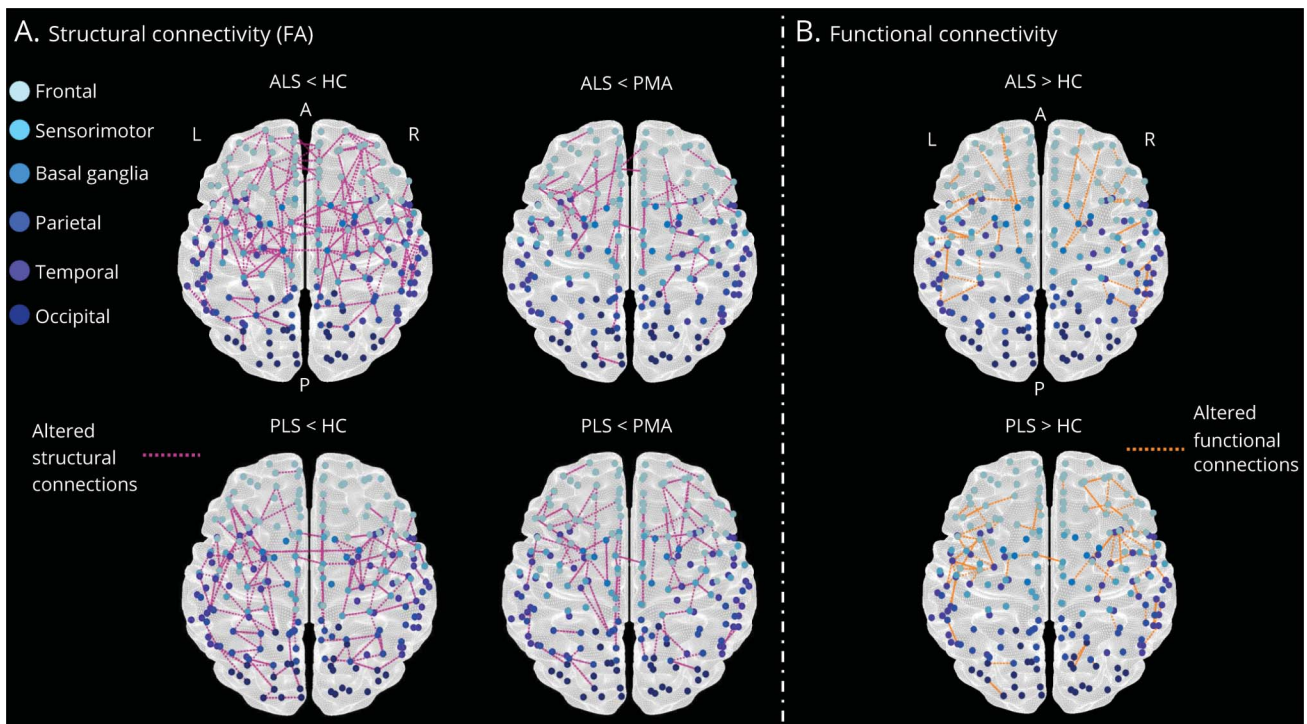 A. Structural connectivity (FA)
B. Functional connectivity
ALS < HC
ALS < PMA
ALS > HC
Frontal
Sensorimotor
Basal ganglia
Parietal
Temporal
Occipital
A
L
R
P
A
L
R
P
PLS < HC
PLS < PMA
PLS > HC
Altered
structural
connections
Altered
functional
connections